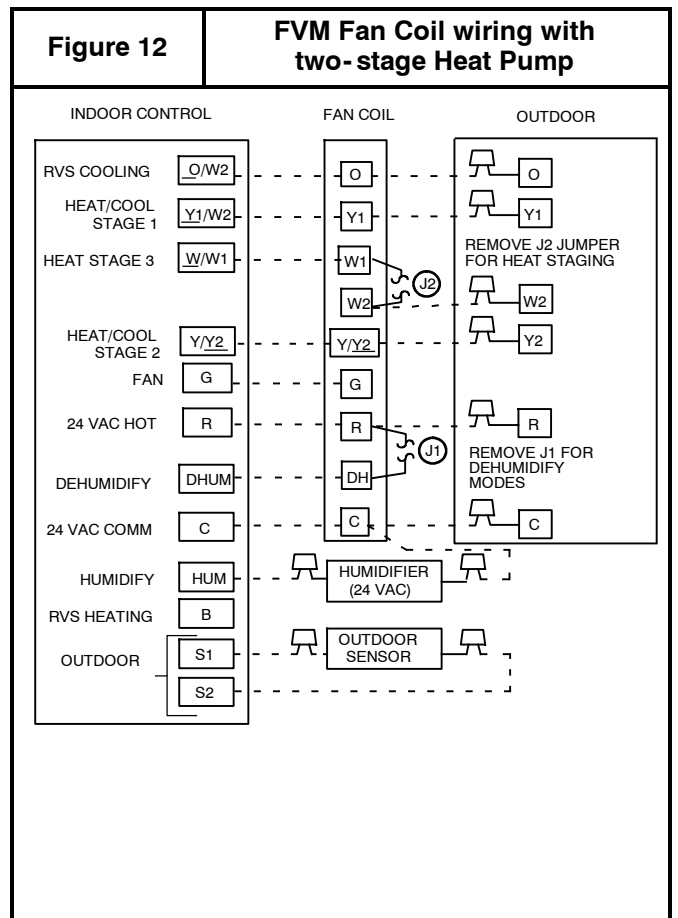 Figure 12
FVM Fan Coil wiring with
two-stage Heat Pump
INDOOR CONTROL
FAN COIL
OUTDOOR
RVS COOLING
O/W2
O
O
HEAT/COOL
STAGE 1
Y1/W2
Y1
Y1
REMOVE J2 JUMPER
FOR HEAT STAGING
HEAT STAGE 3
W/W1
W1
J2
W2
W2
HEAT/COOL
STAGE 2
Y/Y2
Y/Y2
Y2
FAN
G
G
24 VAC HOT
R
R
R
J1
REMOVE J1 FOR
DEHUMIDIFY
MODES
DEHUMIDIFY
DHUM
DH
24 VAC COMM
C
C
C
HUMIDIFY
HUM
HUMIDIFIER
(24 VAC)
RVS HEATING
B
OUTDOOR
S1
OUTDOOR
SENSOR
S2